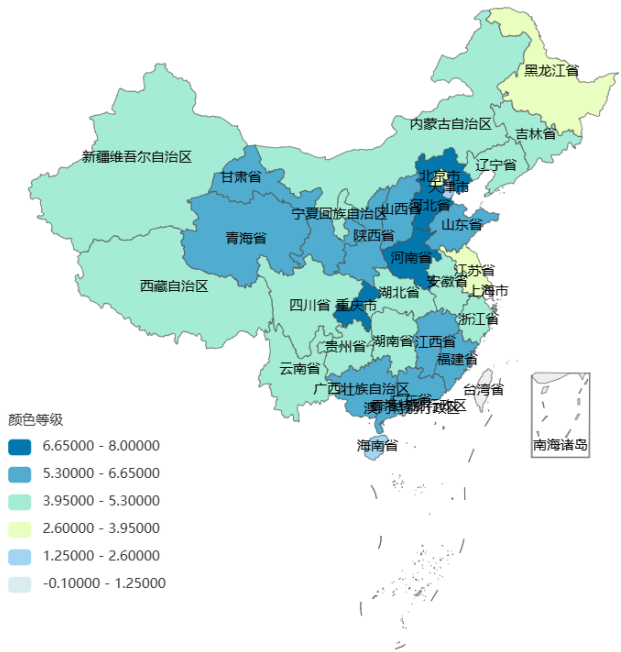 黑龙江省
内蒙古自治区
吉林省
新疆维吾尔自治区
辽宁省
甘肃省
北京市
天津市
宁夏回族自治区
山西省
河北省
山东省
青海省
陕西省
河南省
江苏省
西藏自治区
安徽省
上海市
湖北省
四川省
重庆市
浙江省
湖南省
江西省
贵州省
福建省
云南省
广西壮族自治区
台湾省
海南省
南海诸岛
颜色等级
6.65000 - 8.00000
5.30000 - 6.65000
3.95000 - 5.30000
2.60000 - 3.95000
1.25000 - 2.60000
-0.10000 - 1.25000